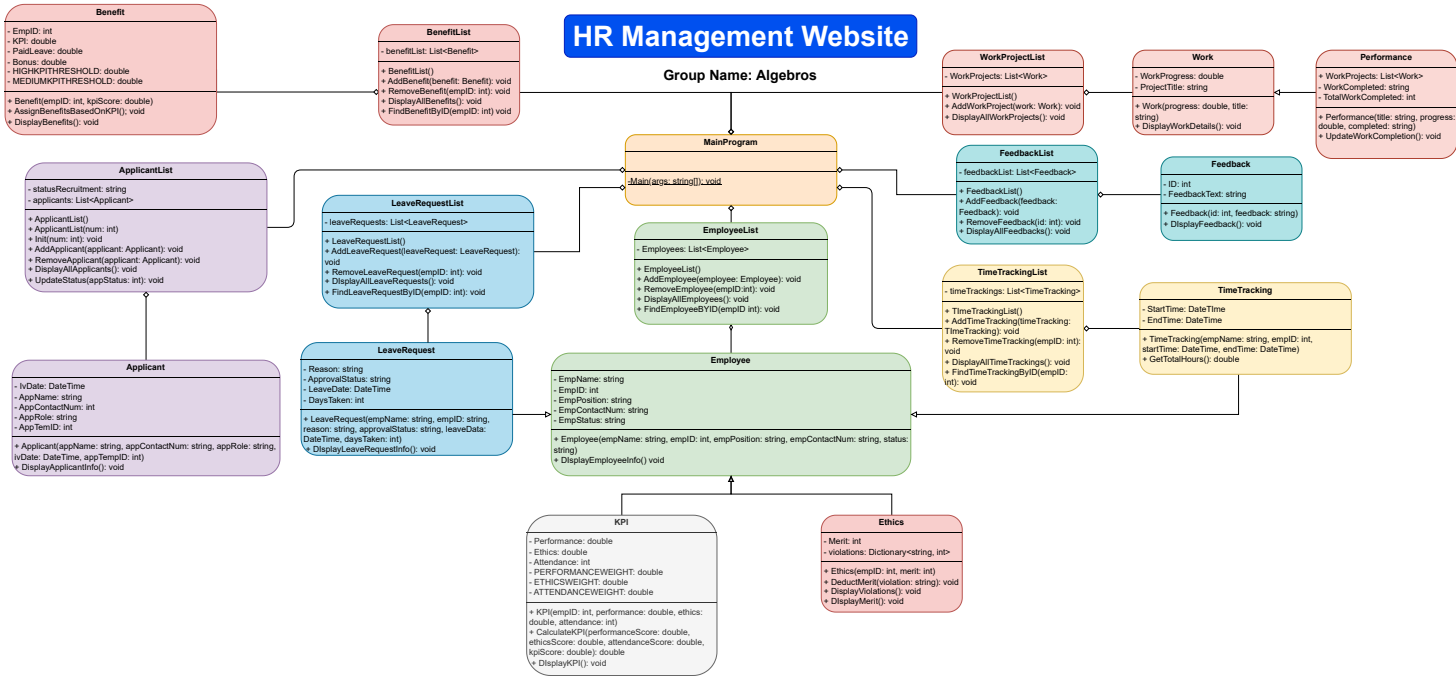 HR Management Website
Group Name: Algebros
Benefit
- EmpID: int
- KPI: double
- PaidLeave: double
- Bonus: double
- HIGHKPITHRESHOLD: double
- MEDIUMKPITHRESHOLD: double
+ Benefit(empID: int, kpiScore: double)
+ AssignBenefitsBasedOnKPI(); void
+ DisplayBenefits(): void
BenefitList
- benefitList: List<Benefit>
+ BenefitList()
+ AddBenefit(benefit: Benefit): void
+ RemoveBenefit(empID: int): void
+ DisplayAllBenefits(): void
+ FindBenefitByID(empID: int) void
WorkProjectList
- WorkProjects: List<Work>
+ WorkProjectList()
+ AddWorkProject(work: Work): void
+ DisplayAllWorkProjects(): void
Work
- WorkProgress: double
- ProjectTitle: string
+ Work(progress: double, title:
string)
+ DisplayWorkDetails(): void
Performance
+ WorkProjects: List<Work>
- WorkCompleted: string
- TotalWorkCompleted: int
+ Performance(title: string, progress:
double, completed: string)
+ UpdateWorkCompletion(): void
MainProgram
-Main(args: string[]): void
ApplicantList
- statusRecruitment: string
- applicants: List<Applicant>
+ ApplicantList()
+ ApplicantList(num: int)
+ Init(num: int): void
+ AddApplicant(applicant: Applicant): void
+ RemoveApplicant(applicant: Applicant): void
+ DisplayAllApplicants(): void
+ UpdateStatus(appStatus: int): void
LeaveRequestList
- leaveRequests: List<LeaveRequest>
+ LeaveRequestList()
+ AddLeaveRequest(leaveRequest: LeaveRequest):
void
+ RemoveLeaveRequest(empID: int): void
+ DIsplayAllLeaveRequests(): void
+ FindLeaveRequestByID(empID: int): void
EmployeeList
- Employees: List<Employee>
+ EmployeeList()
+ AddEmployee(employee: Employee): void
+ RemoveEmployee(empID:int): void
+ DisplayAllEmployees(): void
+ FindEmployeeBYID(empID int): void
FeedbackList
- feedbackList: List<Feedback>
+ FeedbackList()
+ AddFeedback(feedback:
Feedback): void
+ RemoveFeedback(id: int): void
+ DisplayAllFeedbacks(): void
Feedback
- ID: int
- FeedbackText: string
+ Feedback(id: int, feedback: string)
+ DIsplayFeedback(): void
TimeTrackingList
- timeTrackings: List<TimeTracking>
+ TImeTrackingList()
+ AddTimeTracking(timeTracking:
TImeTracking): void
+ RemoveTimeTracking(empID: int):
void
+ DisplayAllTimeTrackings(): void
+ FindTimeTrackingByID(empID:
int): void
TimeTracking
- StartTime: DateTIme
- EndTime: DateTime
+ TimeTracking(empName: string, empID: int,
startTime: DateTime, endTime: DateTime)
+ GetTotalHours(): double
Applicant
- IvDate: DateTime
- AppName: string
- AppContactNum: int
- AppRole: string
- AppTemID: int
+ Applicant(appName: string, appContactNum: string, appRole: string,
ivDate: DateTime, appTempID: int)
+ DisplayApplicantInfo(): void
LeaveRequest
- Reason: string
- ApprovalStatus: string
- LeaveDate: DateTime
- DaysTaken: int
+ LeaveRequest(empName: string, empID: string,
reason: string, approvalStatus: string, leaveData:
DateTime, daysTaken: int)
+ DIsplayLeaveRequestInfo(): void
Employee
- EmpName: string
- EmpID: int
- EmpPosition: string
- EmpContactNum: string
- EmpStatus: string
+ Employee(empName: string, empID: int, empPosition: string, empContactNum: string, status:
string)
+ DIsplayEmployeeInfo() void
KPI
- Performance: double
- Ethics: double
- Attendance: int
- PERFORMANCEWEIGHT: double
- ETHICSWEIGHT: double
- ATTENDANCEWEIGHT: double
+ KPI(empID: int, performance: double, ethics:
double, attendance: int)
+ CalculateKPI(performanceScore: double,
ethicsScore: double, attendanceScore: double,
kpiScore: double): double
+ DIsplayKPI(): void
Ethics
- Merit: int
- violations: Dictionary<string, int>
+ Ethics(empID: int, merit: int)
+ DeductMerit(violation: string): void
+ DisplayViolations(): void
+ DIsplayMerit(): void